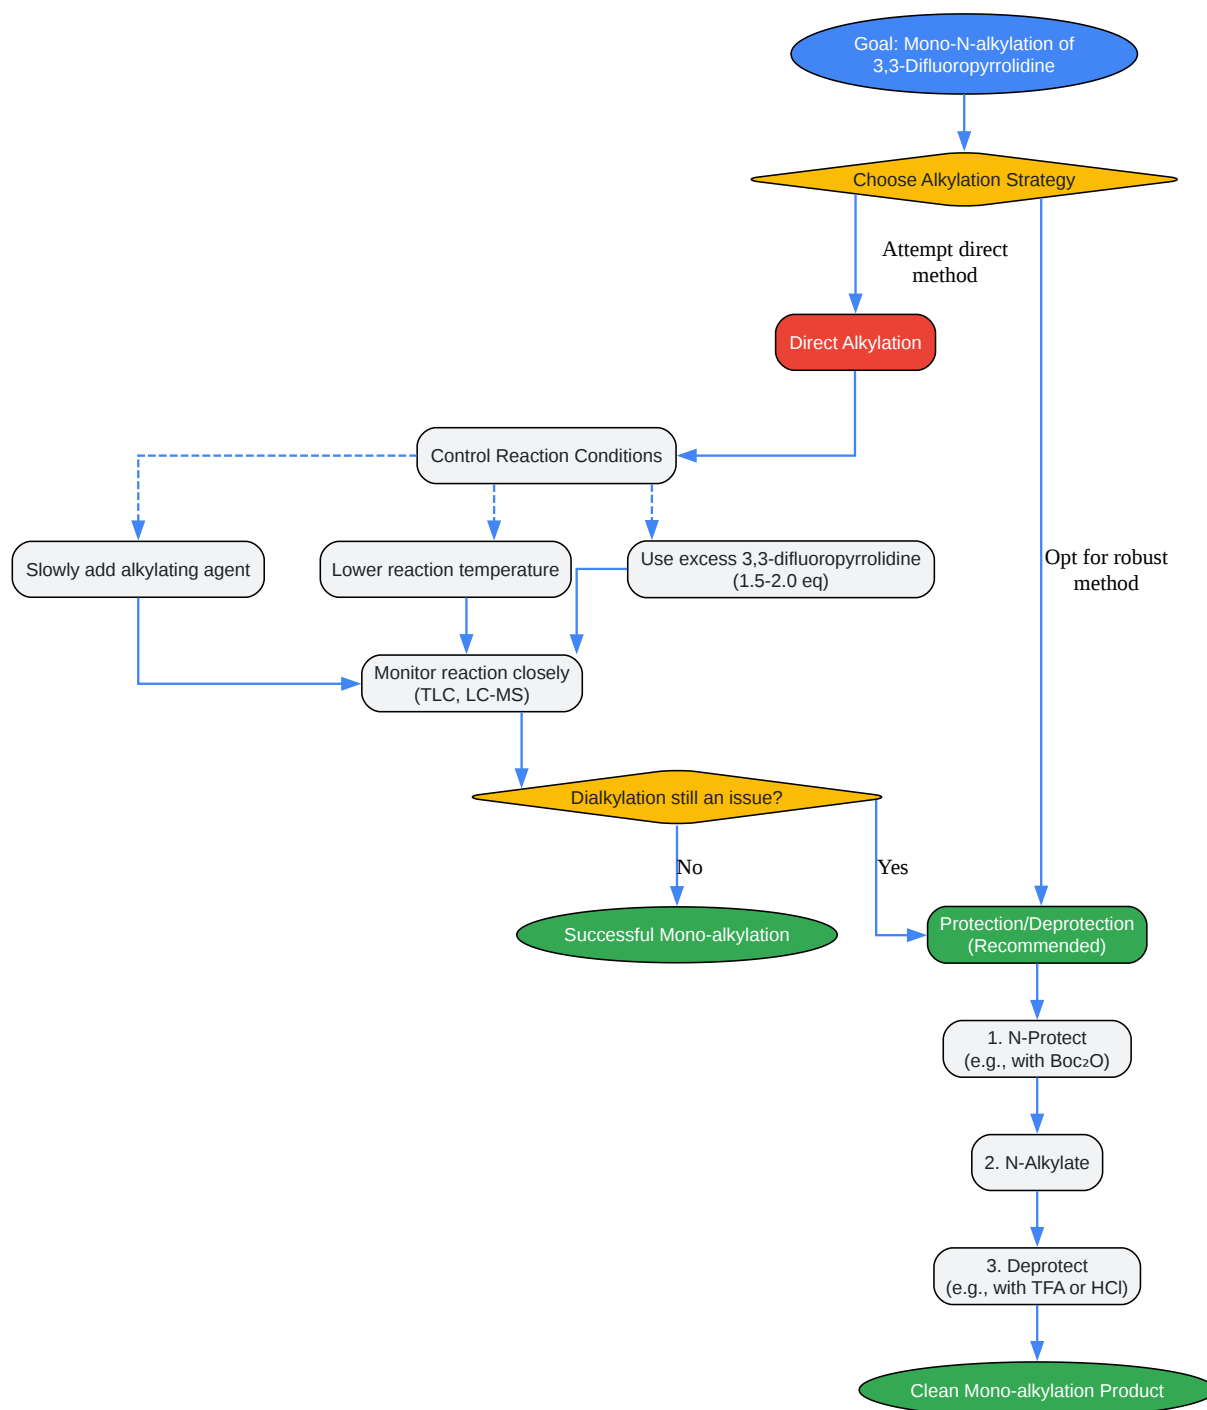 Goal: Mono-N-alkylation of
3,3-Difluoropyrrolidine
Choose Alkylation Strategy
Attempt direct
method
Direct Alkylation
Control Reaction Conditions
Slowly add alkylating agent
Lower reaction temperature
Use excess 3,3-difluoropyrrolidine
(1.5-2.0 eq)
Opt for robust
method
Monitor reaction closely
(TLC, LC-MS)
Dialkylation still an issue?
No
Yes
Successful Mono-alkylation
Protection/Deprotection
(Recommended)
1. N-Protect
(e.g., with Boc₂O)
2. N-Alkylate
3. Deprotect
(e.g., with TFA or HCl)
Clean Mono-alkylation Product